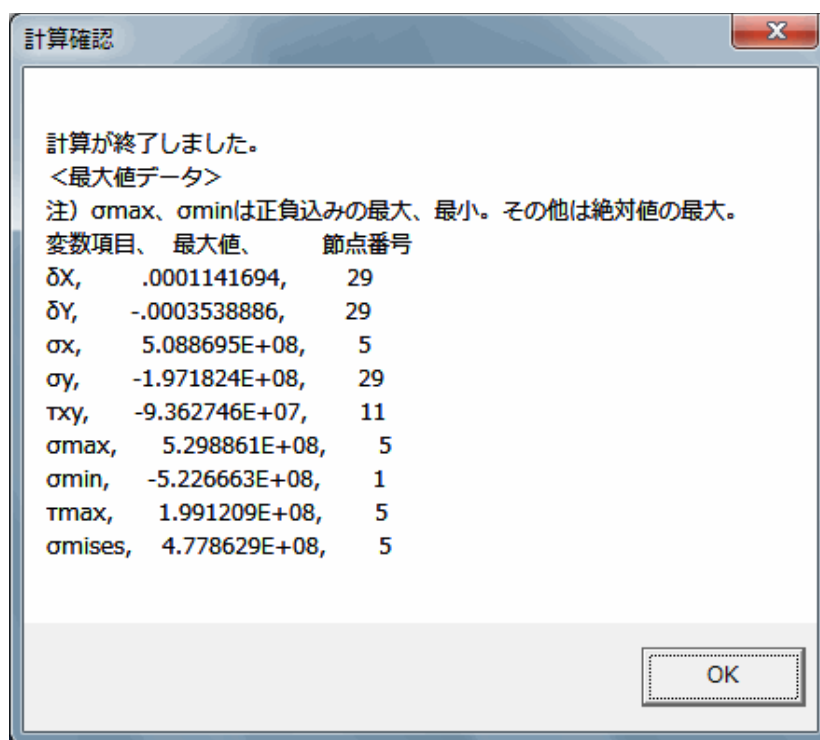 計算確認
計算が終了しました。
＜最大値データ＞
注）σmax、σminは正負込みの最大、最小。その他は絶対値の最大。
変数項目、 最大値、 節点番号
δX, .0001141694, 29
δY, -.0003538886, 29
σx, 5.088695E+08, 5
σy, -1.971824E+08, 29
τxy, -9.362746E+07, 11
σmax, 5.298861E+08, 5
σmin, -5.226663E+08, 1
τmax, 1.991209E+08, 5
σmises, 4.778629E+08, 5
OK